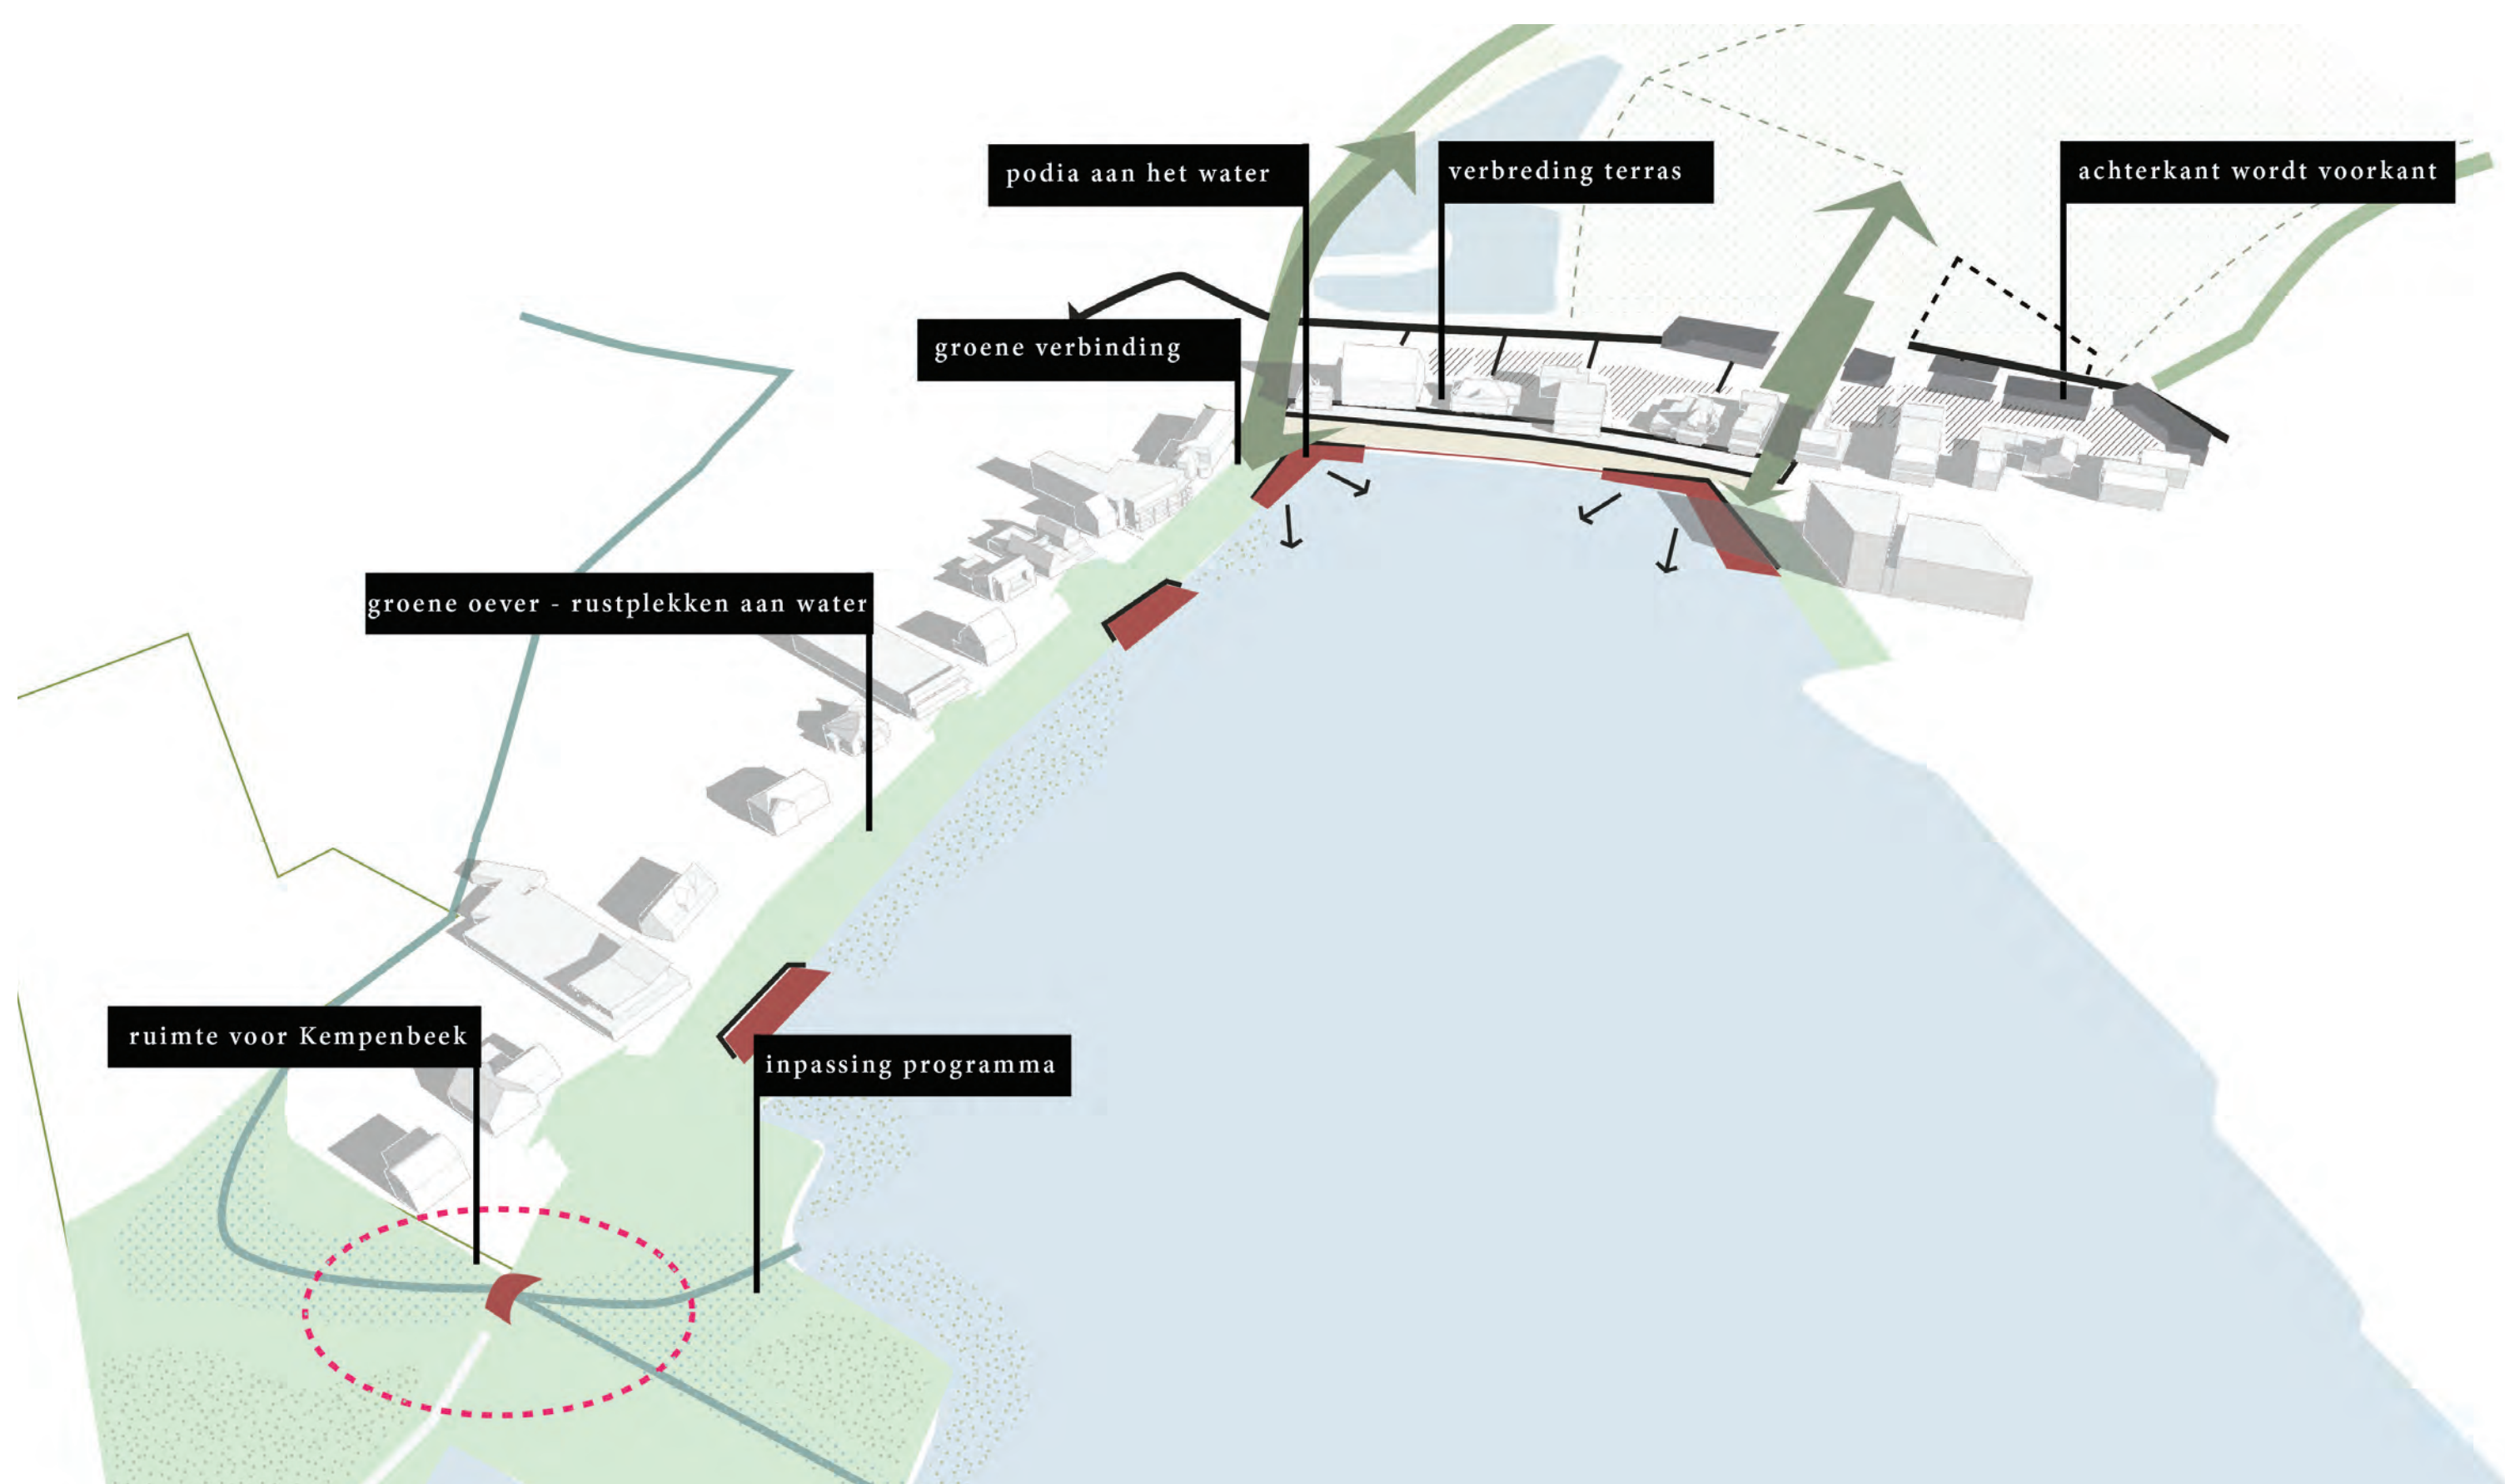 podia aan het water
verbreding terras
achterkant wordt voorkant
groene verbinding
groene oever - rustplekken aan water
ruimte voor Kempenbeek
inpassing programma